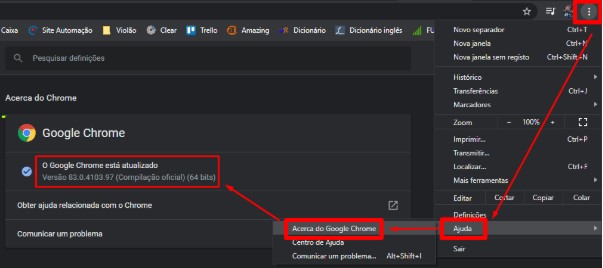 Caixa
Site Automação
Violão
Clear
Trello
Amazing
Dicionário
Dicionário inglês
FU
Pesquisar definições
Acerca do Chrome
Google Chrome
O Google Chrome está atualizado
Versão 83.0.4103.97 (Compilação oficial) (64 bits)
Obter ajuda relacionada com o Chrome
Comunicar um problema
Novo separador Ctrl+T
Nova janela Ctrl+N
Nova janela sem registo Ctrl+Shift+N
Histórico
Transferências Ctrl+J
Marcadores
Zoom - 100% +
Imprimir... Ctrl+P
Transmitir...
Localizar... Ctrl+F
Mais ferramentas
Editar Cortar Copiar Colar
Definições
Ajuda
Sair
Acerca do Google Chrome
Centro de Ajuda
Comunicar um problema... Alt+Shift+I